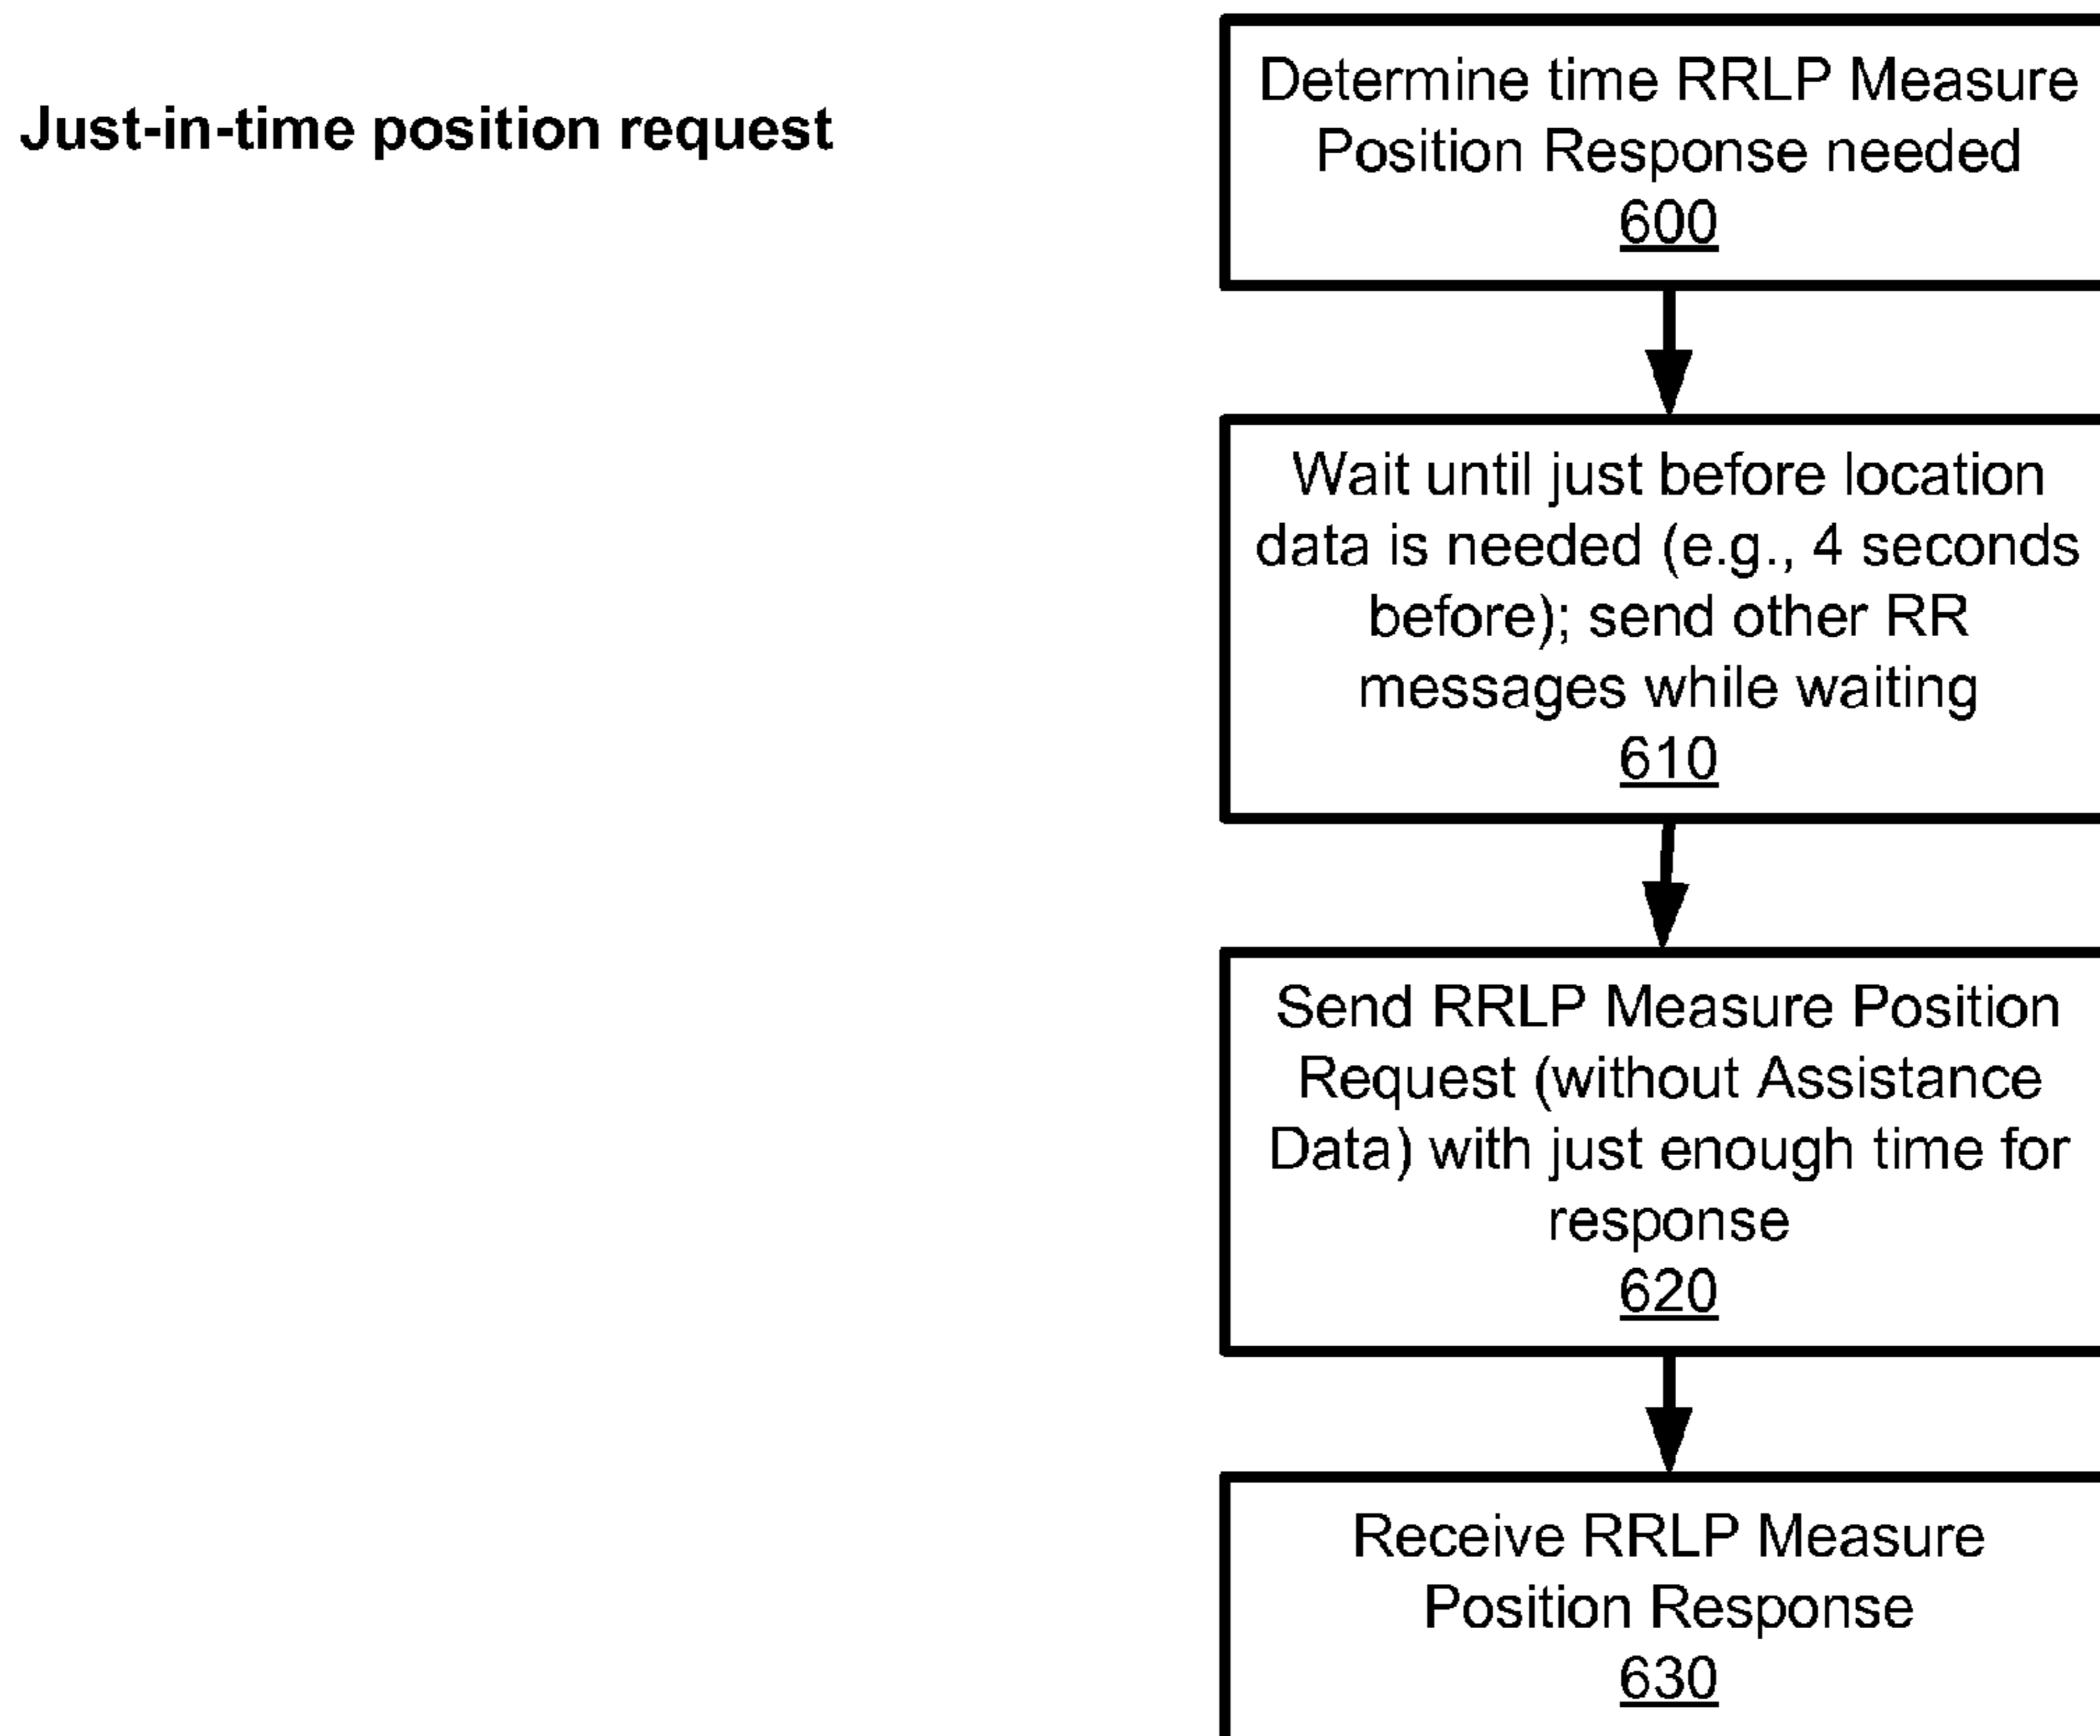 Just-in-time position request
Determine time RRLP Measure
Position Response needed
600
Wait until just before location
data is needed (e.g., 4 seconds
before); send other RR
messages while waiting
610
Send RRLP Measure Position
Request (without Assistance
Data) with just enough time for
response
620
Receive RRLP Measure
Position Response
630